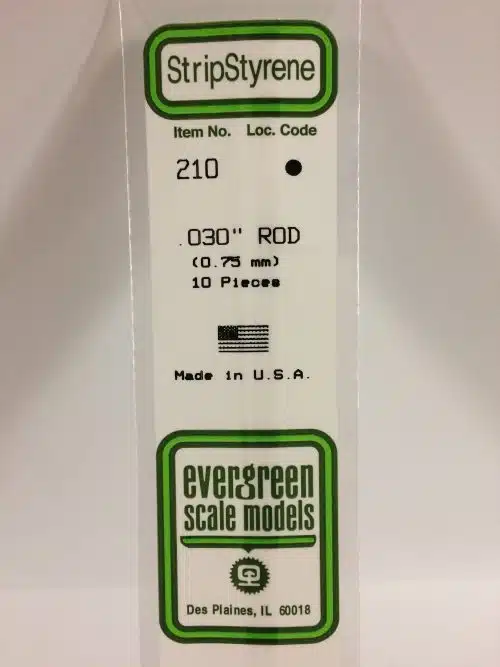 StripStyrene
Item No. Loc. Code
210 ●
.030" ROD
(0.75 mm)
10 Pieces
Made in U.S.A.
evergreen
scale models
Des Plaines, IL 60018